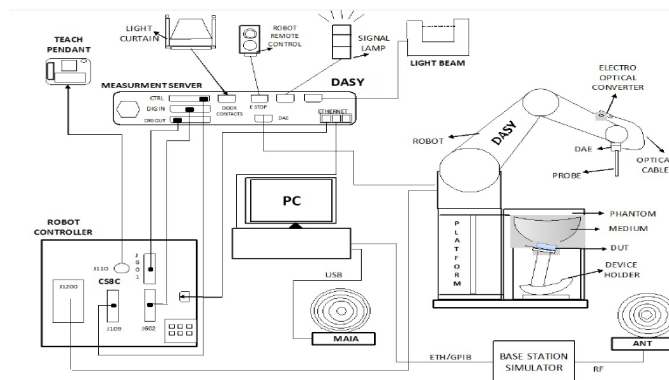 LIGHT
CURTAIN
ROBOT
REMOTE
CONTROL
SIGNAL
LAMP
TEACH
PENDANT
LIGHT BEAM
ELECTRO
OPTICAL
CONVERTER
MEASURMENT SERVER
DASY
CTRL
DIG IN
DIG OUT
DOOR
CONTACTS
E STOP
DAE
ETHERNET
ROBOT
DASY
DAE
OPTICAL
CABLE
PROBE
PC
PLATFORM
PHANTOM
MEDIUM
DUT
DEVICE
HOLDER
ROBOT
CONTROLLER
J1200
J110
CS8C
J601
J109
J602
USB
MAIA
ETH/GPIB
BASE STATION
SIMULATOR
RF
ANT